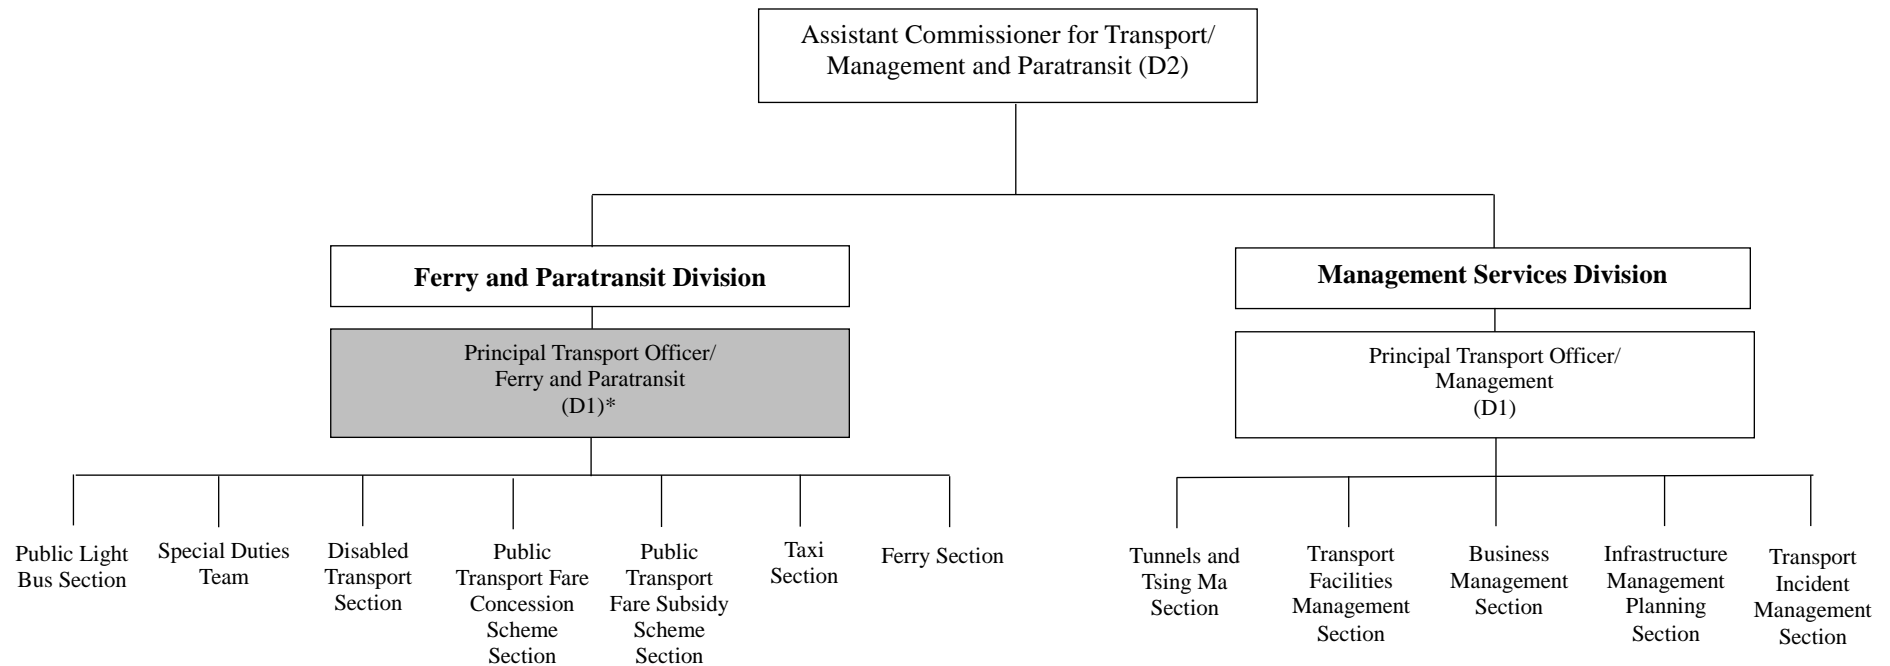 Assistant Commissioner for Transport/
Management and Paratransit (D2)
Ferry and Paratransit Division
Principal Transport Officer/
Ferry and Paratransit
(D1)*
Public Light
Bus Section
Special Duties
Team
Disabled
Transport
Section
Public
Transport Fare
Concession
Scheme
Section
Public
Transport
Fare Subsidy
Scheme
Section
Taxi
Section
Ferry Section
Management Services Division
Principal Transport Officer/
Management
(D1)
Tunnels and
Tsing Ma
Section
Transport
Facilities
Management
Section
Business
Management
Section
Infrastructure
Management
Planning
Section
Transport
Incident
Management
Section